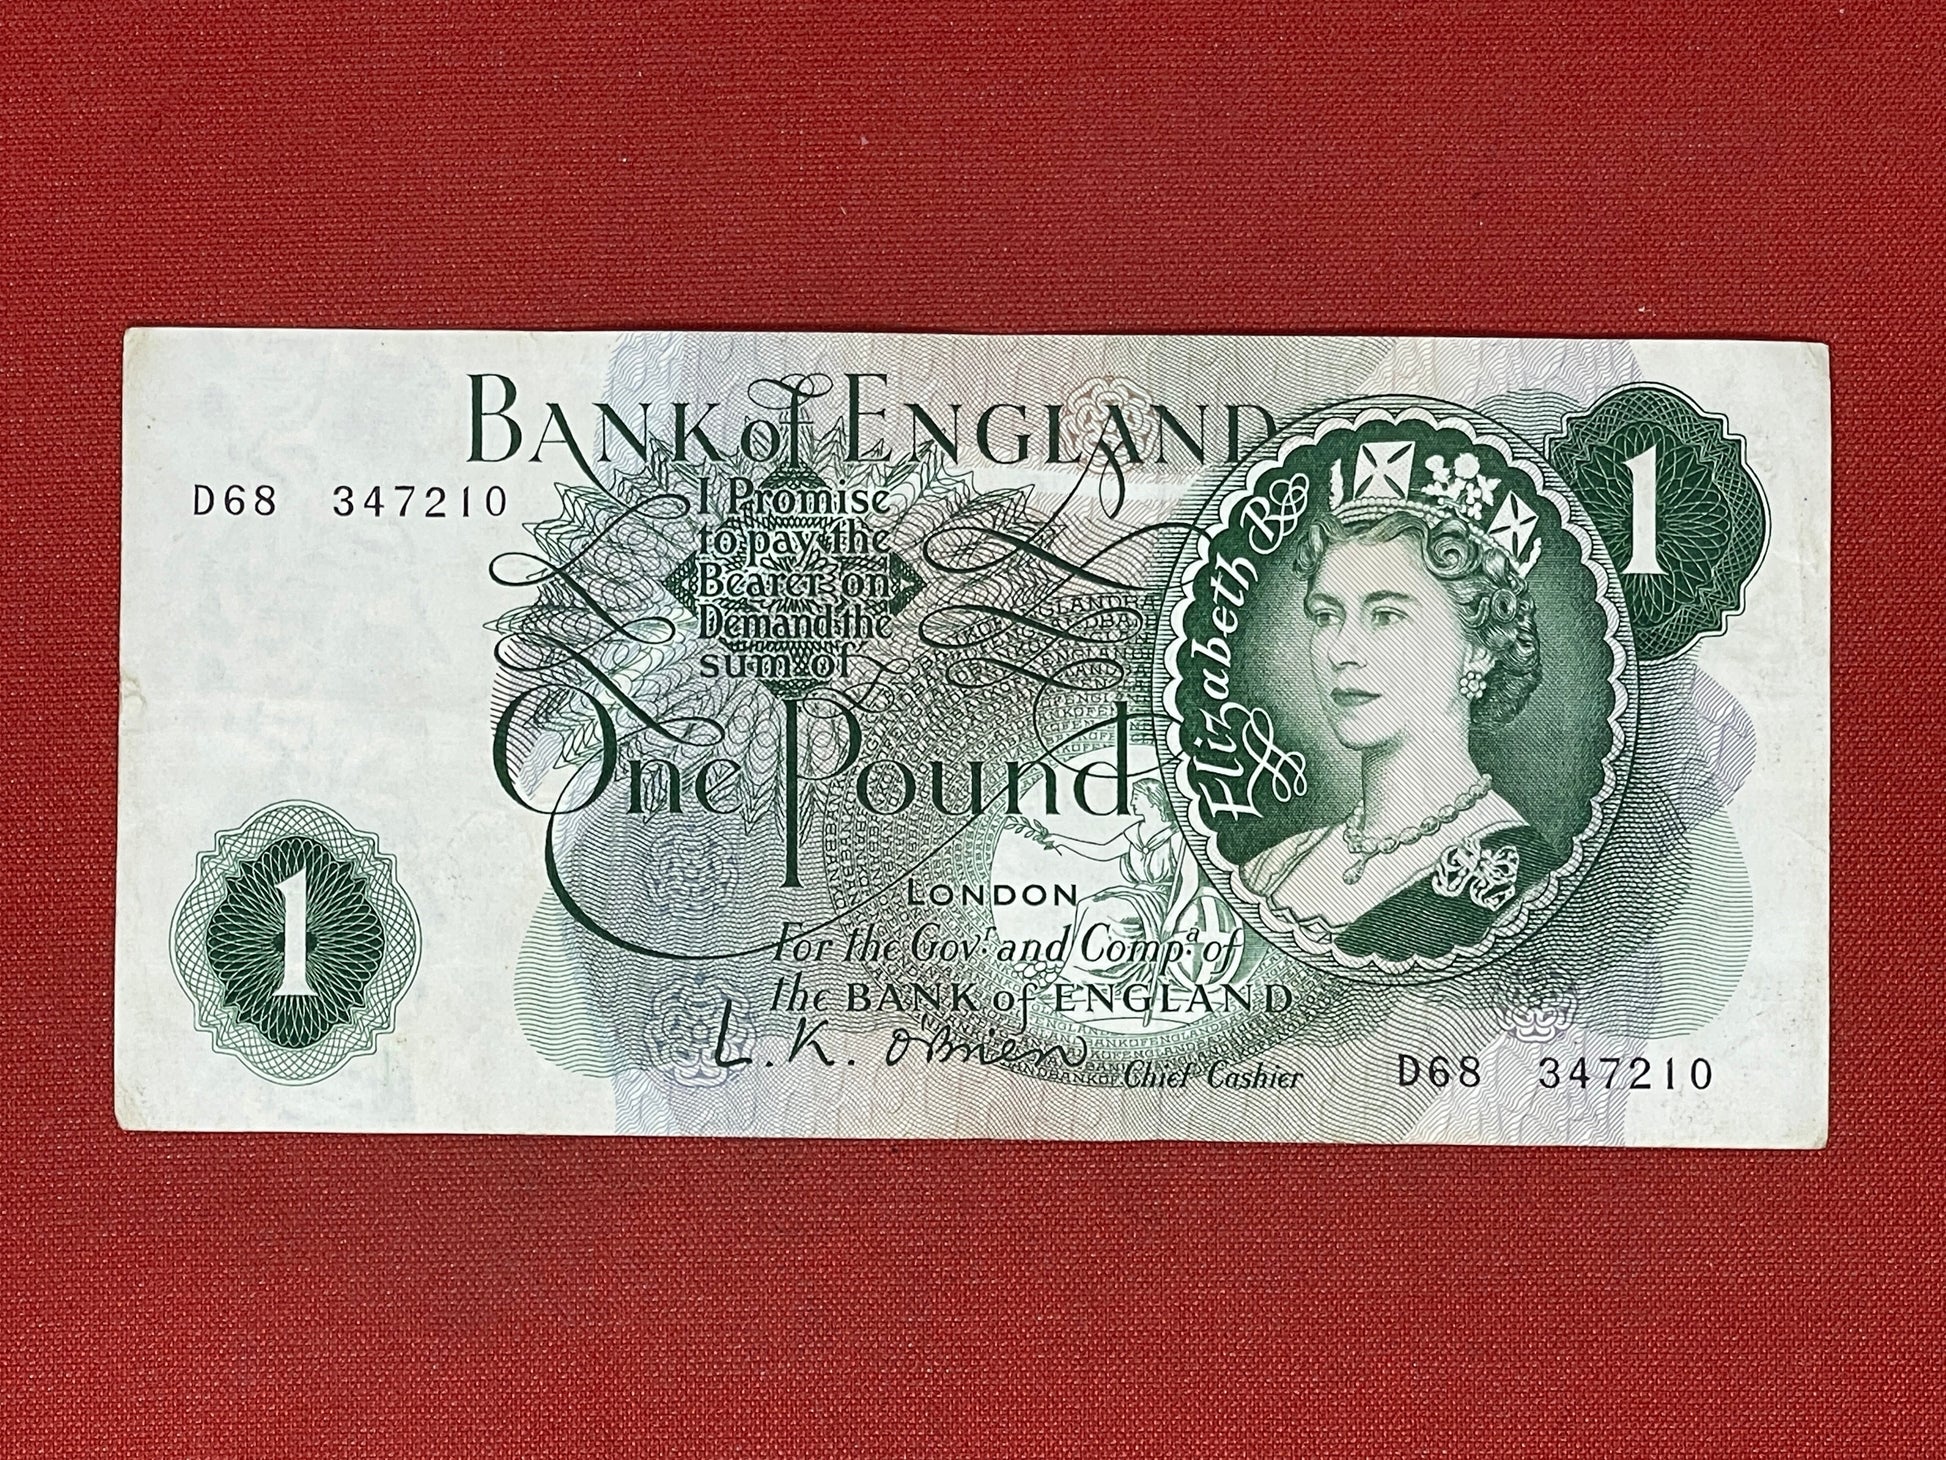 BANK of ENGLAND
D68 347210
I Promise
to pay the
Bearer on
Demand the
sum of
One Pound
LONDON
For the Govr. and Compa. of
the BANK of ENGLAND
L. K. O'Brien
Chief Cashier
Elizabeth R
1
1
D68 347210